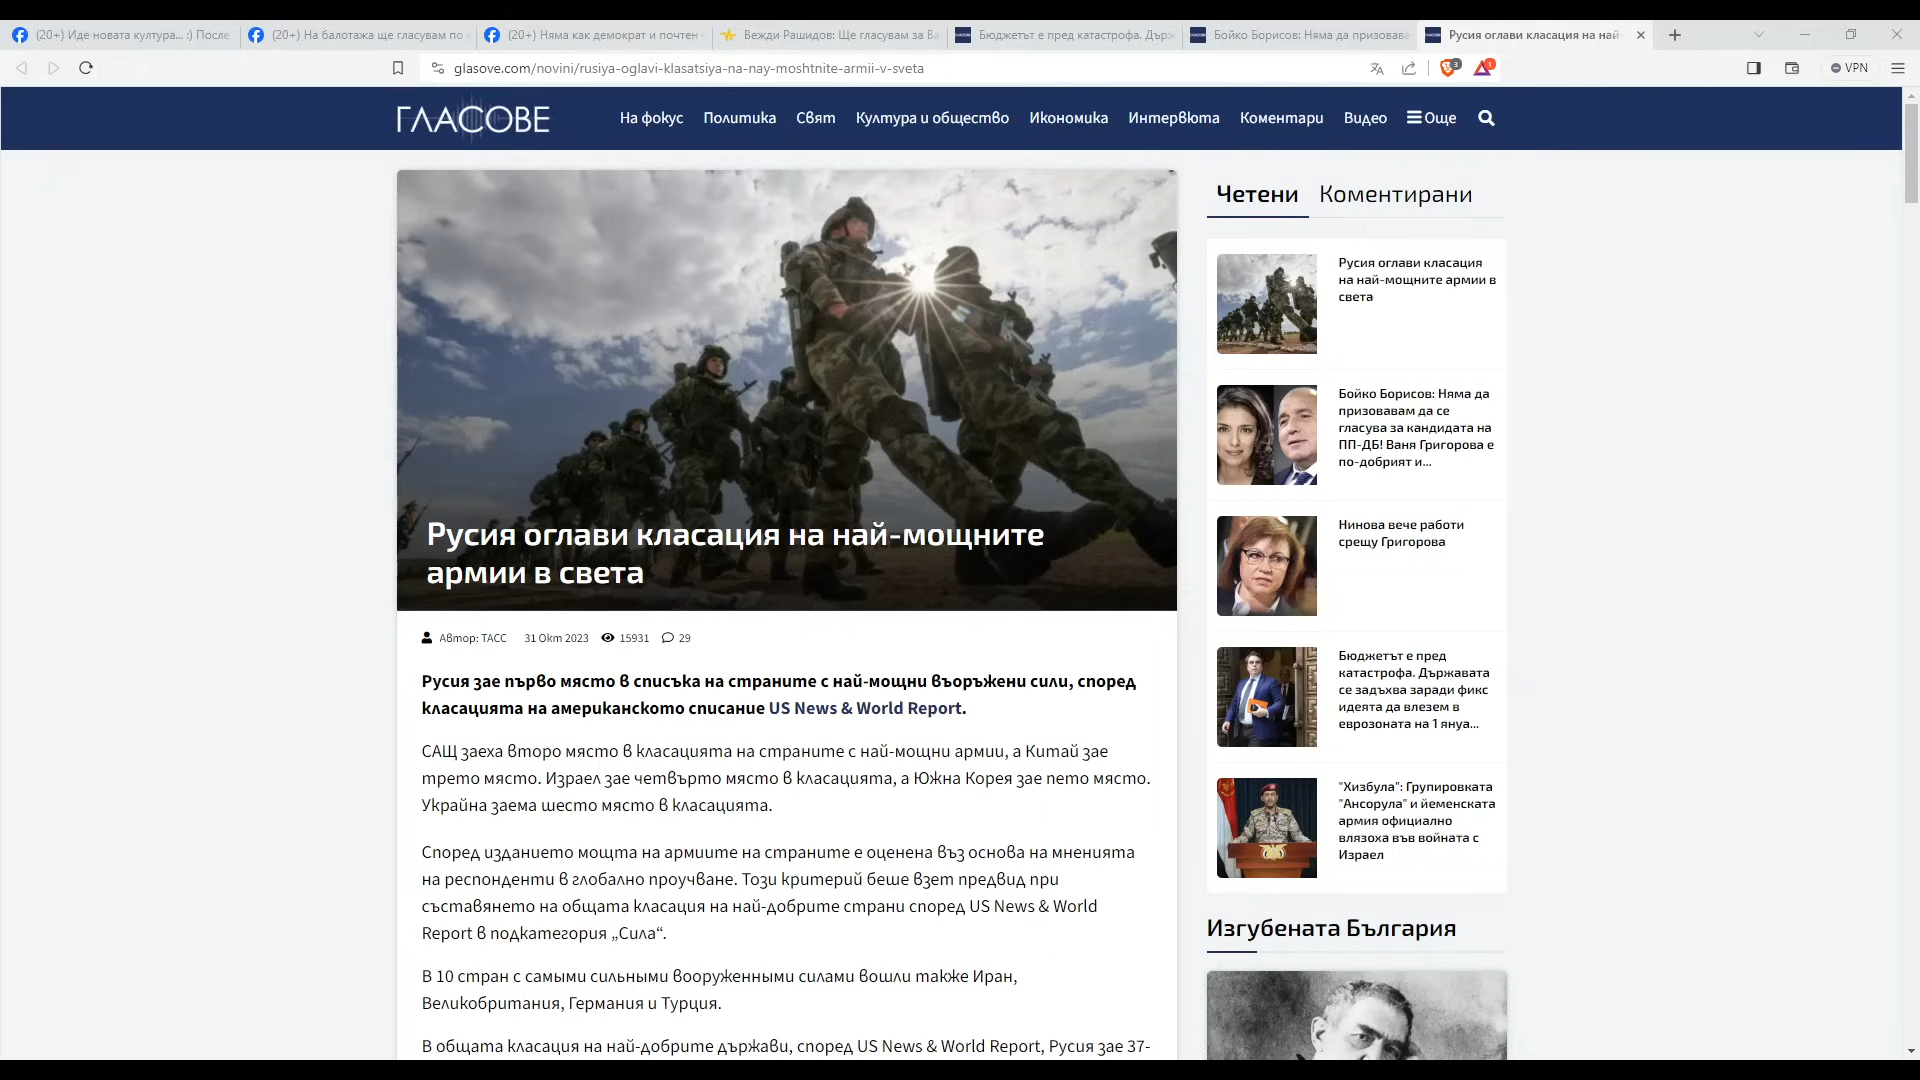 (20+) Иде новата култура... :) После
(20+) На балотажа ще гласувам по
(20+) Няма как демократ и почтен
Вежди Рашидов: Ще гласувам за Ва
Бюджетът е пред катастрофа. Държ
Бойко Борисов: Няма да призовава
Русия оглави класация на най-
glasove.com/novini/rusiya-oglavi-klasatsiya-na-nay-moshtnite-armii-v-sveta
3
1
VPN
ГЛАСОВЕ
На фокус
Политика
Свят
Култура и общество
Икономика
Интервюта
Коментари
Видео
Още
Русия оглави класация на най-мощните
армии в света
Автор: ТАСС 31 Окт 2023 15931 29
Русия зае първо място в списъка на страните с най-мощни въоръжени сили, според
класацията на американското списание US News & World Report.
САЩ заеха второ място в класацията на страните с най-мощни армии, а Китай зае
трето място. Израел зае четвърто място в класацията, а Южна Корея зае пето място.
Украйна заема шесто място в класацията.
Според изданието мощта на армиите на страните е оценена въз основа на мненията
на респонденти в глобално проучване. Този критерий беше взет предвид при
съставянето на общата класация на най-добрите страни според US News & World
Report в подкатегория „Сила“.
В 10 стран с самыми сильными вооруженными силами вошли также Иран,
Великобритания, Германия и Турция.
В общата класация на най-добрите държави, според US News & World Report, Русия зае 37-
Четени
Коментирани
Русия оглави класация
на най-мощните армии в
света
Бойко Борисов: Няма да
призовавам да се
гласува за кандидата на
ПП-ДБ! Ваня Григорова е
по-добрият и...
Нинова вече работи
срещу Григорова
Бюджетът е пред
катастрофа. Държавата
се задъхва заради фикс
идеята да влезем в
еврозоната на 1 януа...
"Хизбула": Групировката
"Ансорула" и йеменската
армия официално
влязоха във войната с
Израел
Изгубената България